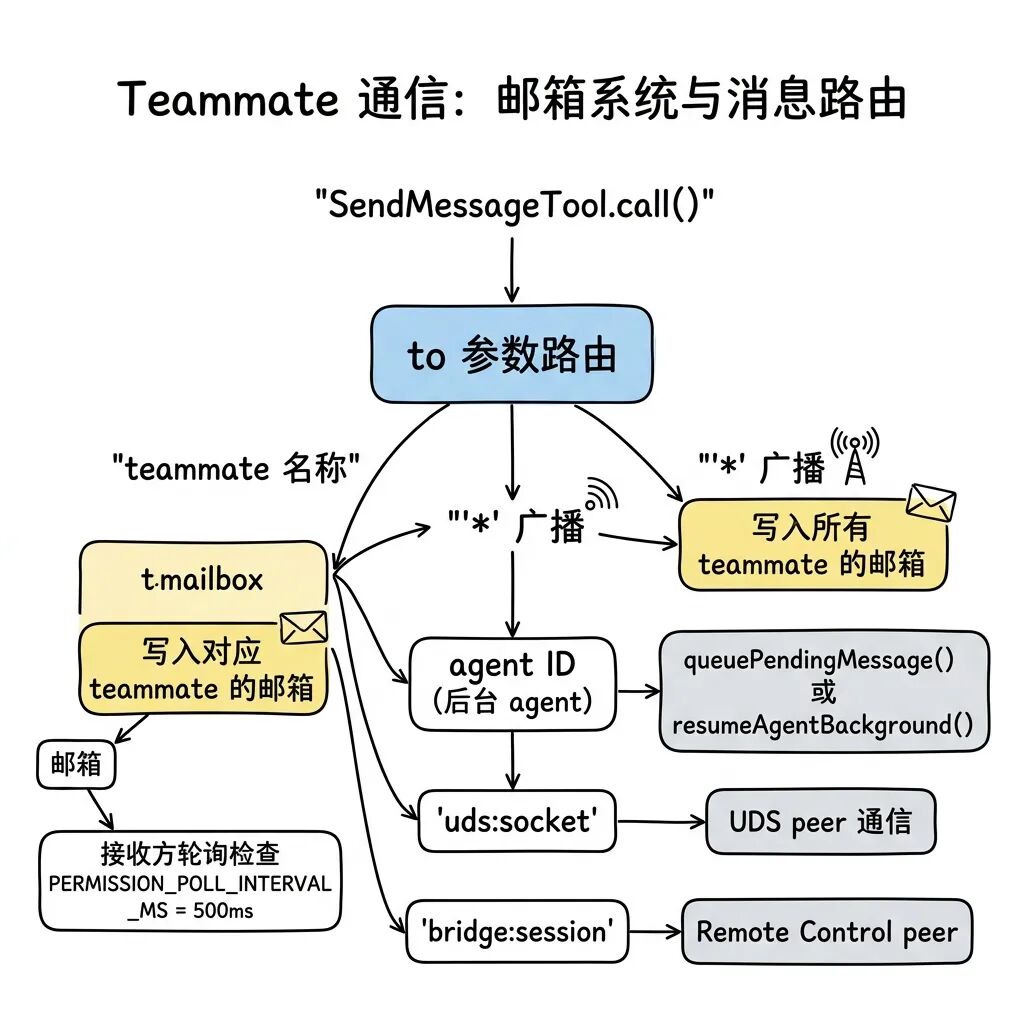 Teammate 通信：邮箱系统与消息路由
"SendMessageTool.call()"
to 参数路由
"teammate 名称"
"'*' 广播
"'*' 广播
写入所有
teammate 的邮箱
t.mailbox
写入对应
teammate 的邮箱
agent ID
(后台 agent)
queuePendingMessage()
或
resumeAgentBackground()
邮箱
'uds:socket'
UDS peer 通信
接收方轮询检查
PERMISSION_POLL_INTERVAL
_MS = 500ms
'bridge:session'
Remote Control peer